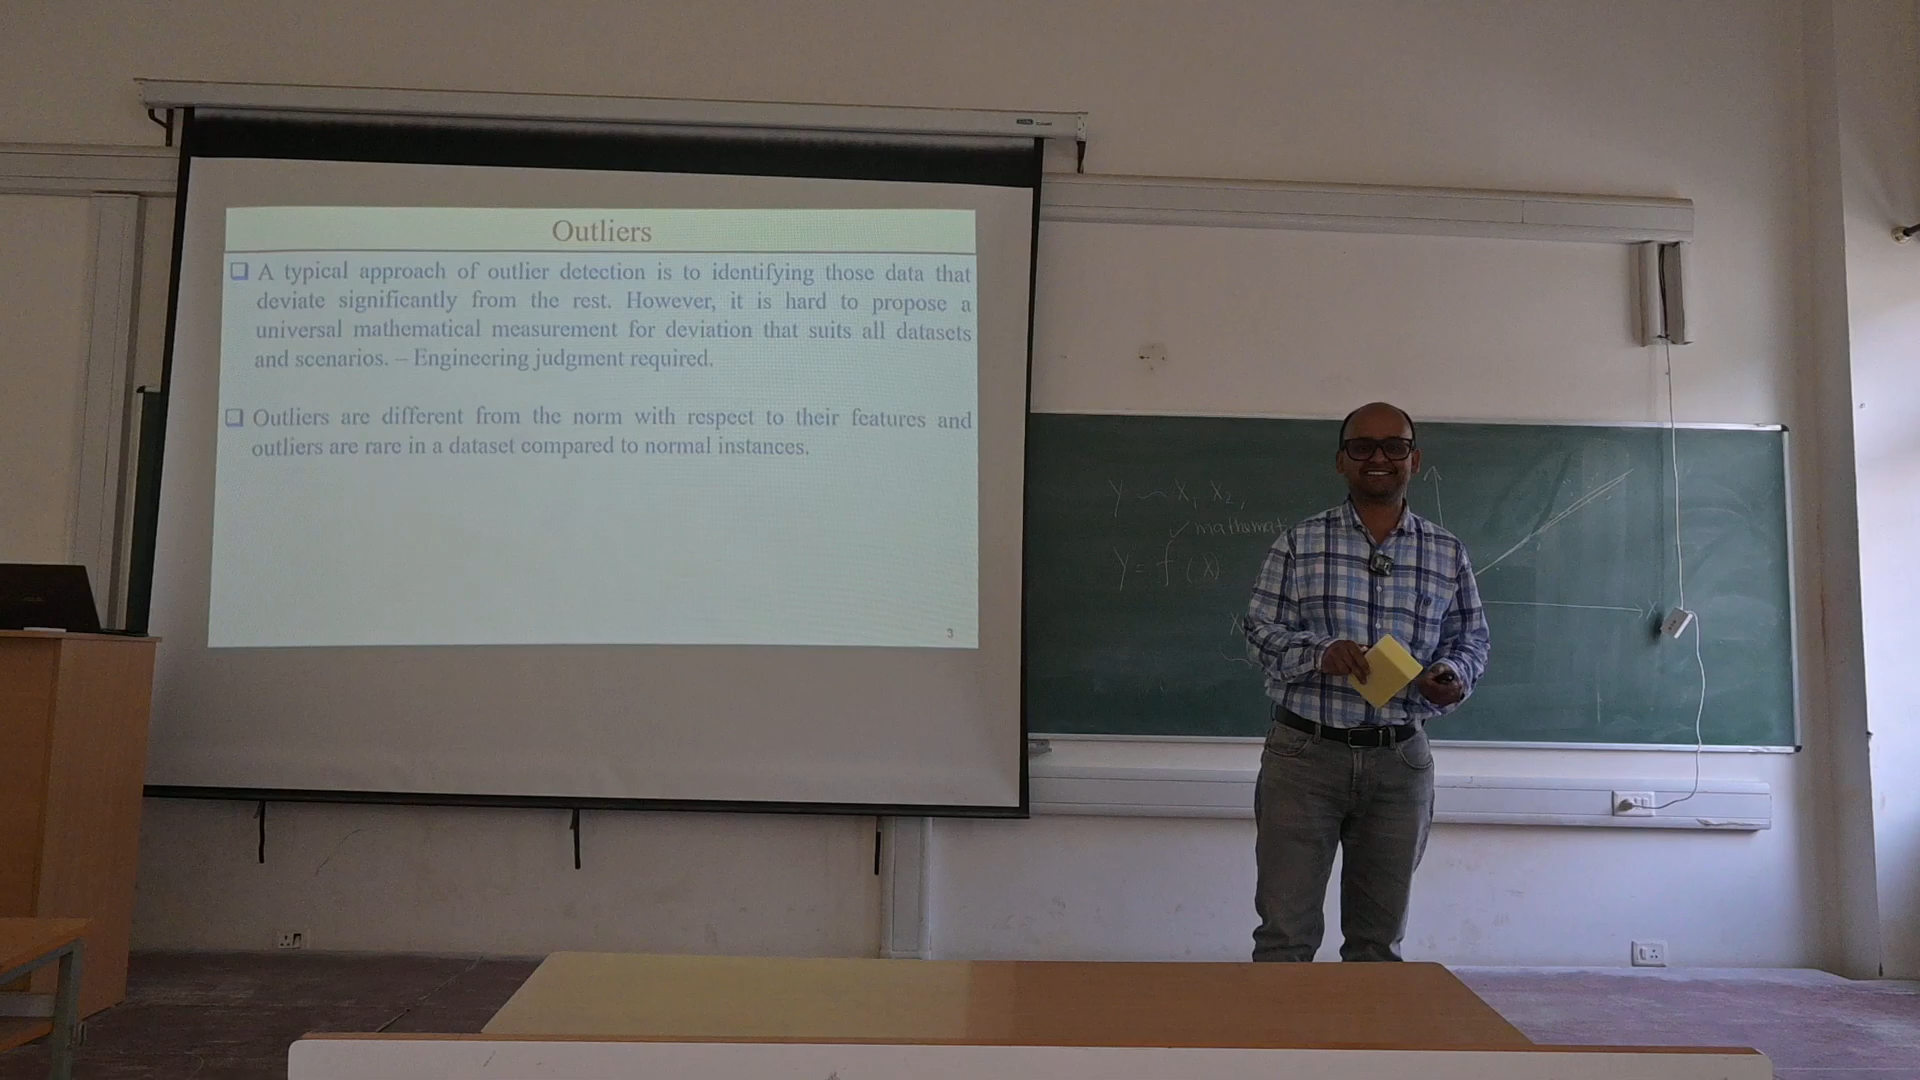 Outliers
❑ A typical approach of outlier detection is to identifying those data that
deviate significantly from the rest. However, it is hard to propose a
universal mathematical measurement for deviation that suits all datasets
and scenarios. – Engineering judgment required.
❑ Outliers are different from the norm with respect to their features and
outliers are rare in a dataset compared to normal instances.
3
Y ~ X₁ X₂,
✓ mathemati
Y = f (X)
X
X